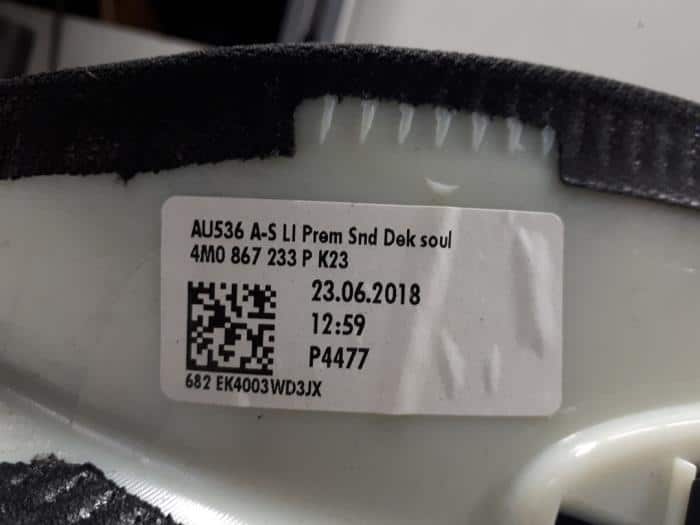 AU536 A-S LI Prem Snd Dek soul
4M0 867 233 P K23
23.06.2018
12:59
P4477
682 EK4003WD3JX